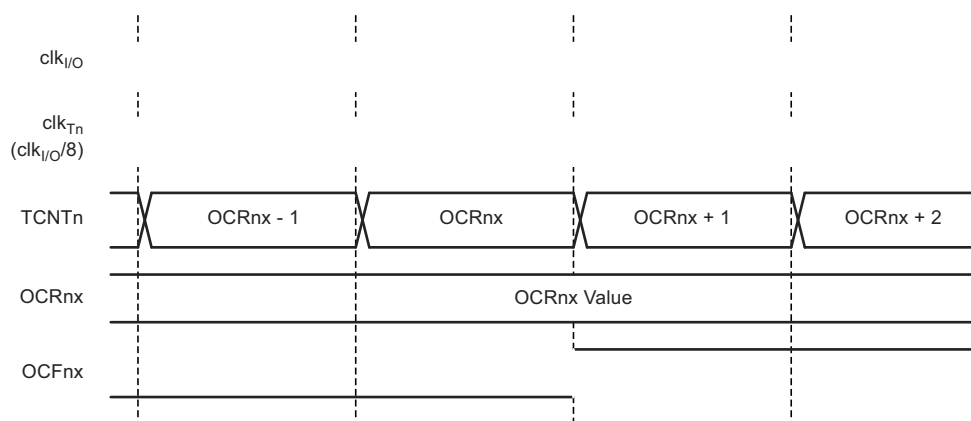 clkI/O
clkTn
(clkI/O/8)
TCNTn OCRnx - 1 OCRnx OCRnx + 1 OCRnx + 2
OCRnx OCRnx Value
OCFnx